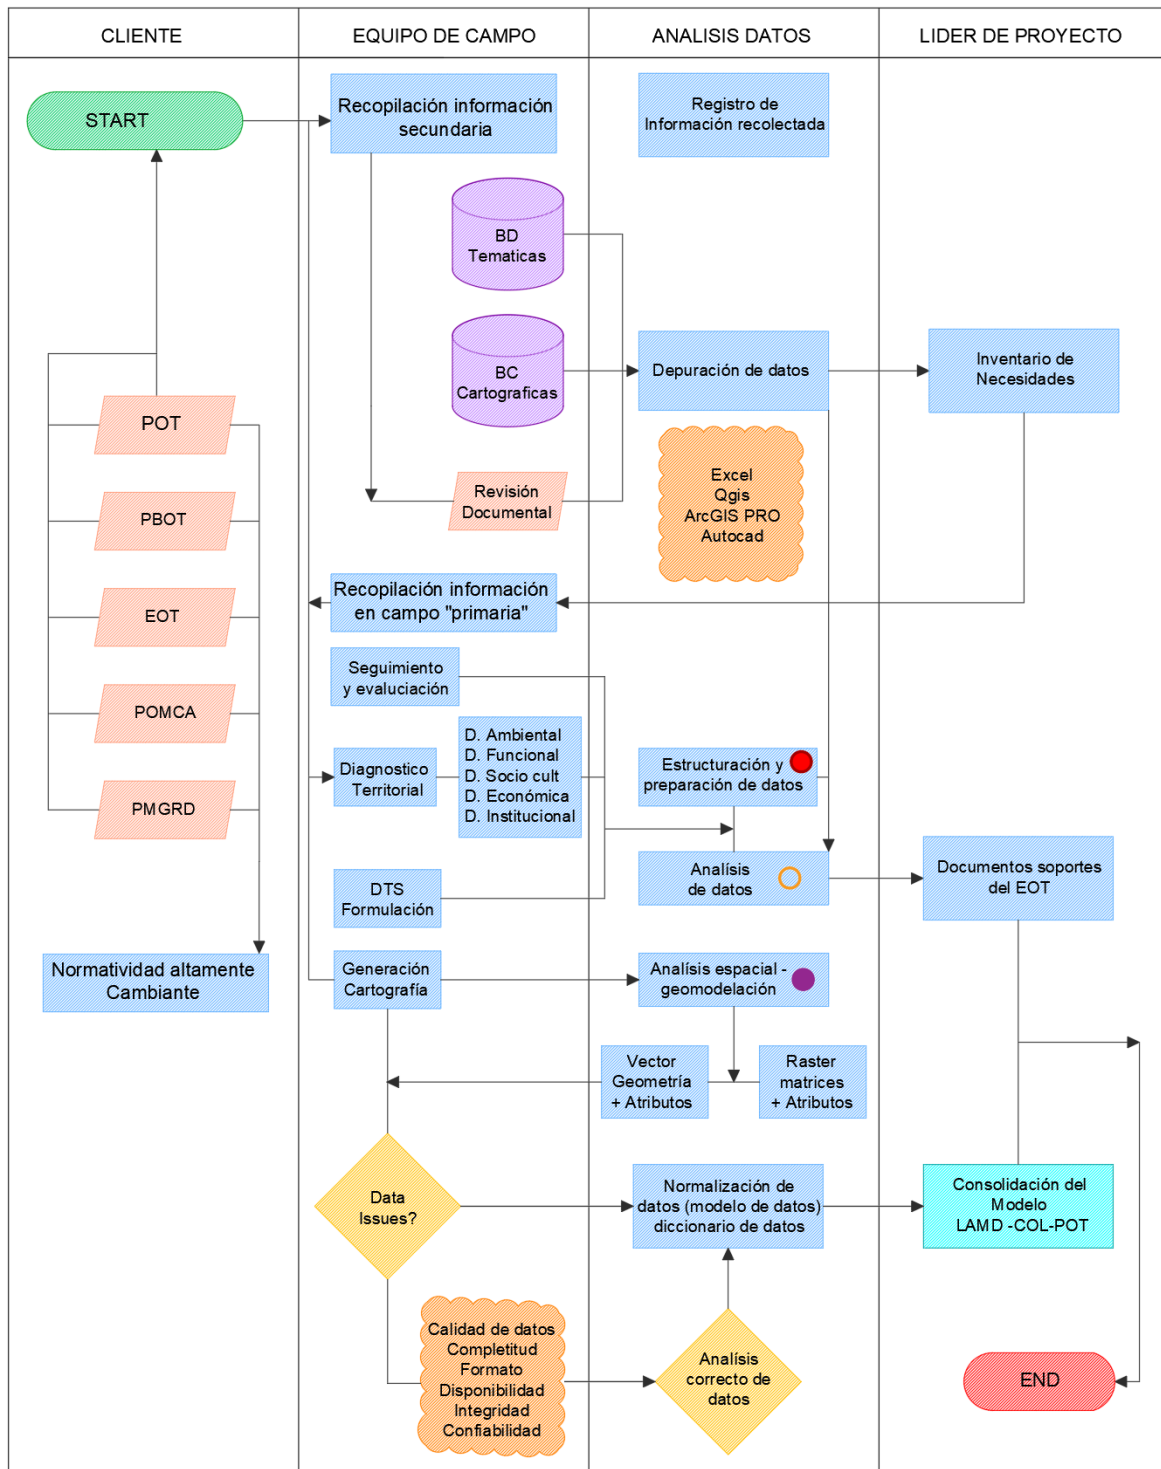 CLIENTE
EQUIPO DE CAMPO
ANALISIS DATOS
LIDER DE PROYECTO
START
Recopilación información
secundaria
Registro de
Información recolectada
BD
Tematicas
BC
Cartograficas
Depuración de datos
Inventario de
Necesidades
POT
PBOT
EOT
POMCA
PMGRD
Normatividad altamente
Cambiante
Revisión
Documental
Excel
Qgis
ArcGIS PRO
Autocad
Recopilación información
en campo "primaria"
Seguimiento
y evaluciación
Diagnostico
Territorial
D. Ambiental
D. Funcional
D. Socio cult
D. Económica
D. Institucional
Estructuración y
preparación de datos
DTS
Formulación
Analísis
de datos
Documentos soportes
del EOT
Generación
Cartografía
Analísis espacial -
geomodelación
Vector
Geometría
+ Atributos
Raster
matrices
+ Atributos
Data
Issues?
Normalización de
datos (modelo de datos)
diccionario de datos
Consolidación del
Modelo
LAMD -COL-POT
Calidad de datos
Completitud
Formato
Disponibilidad
Integridad
Confiabilidad
Analísis
correcto de
datos
END